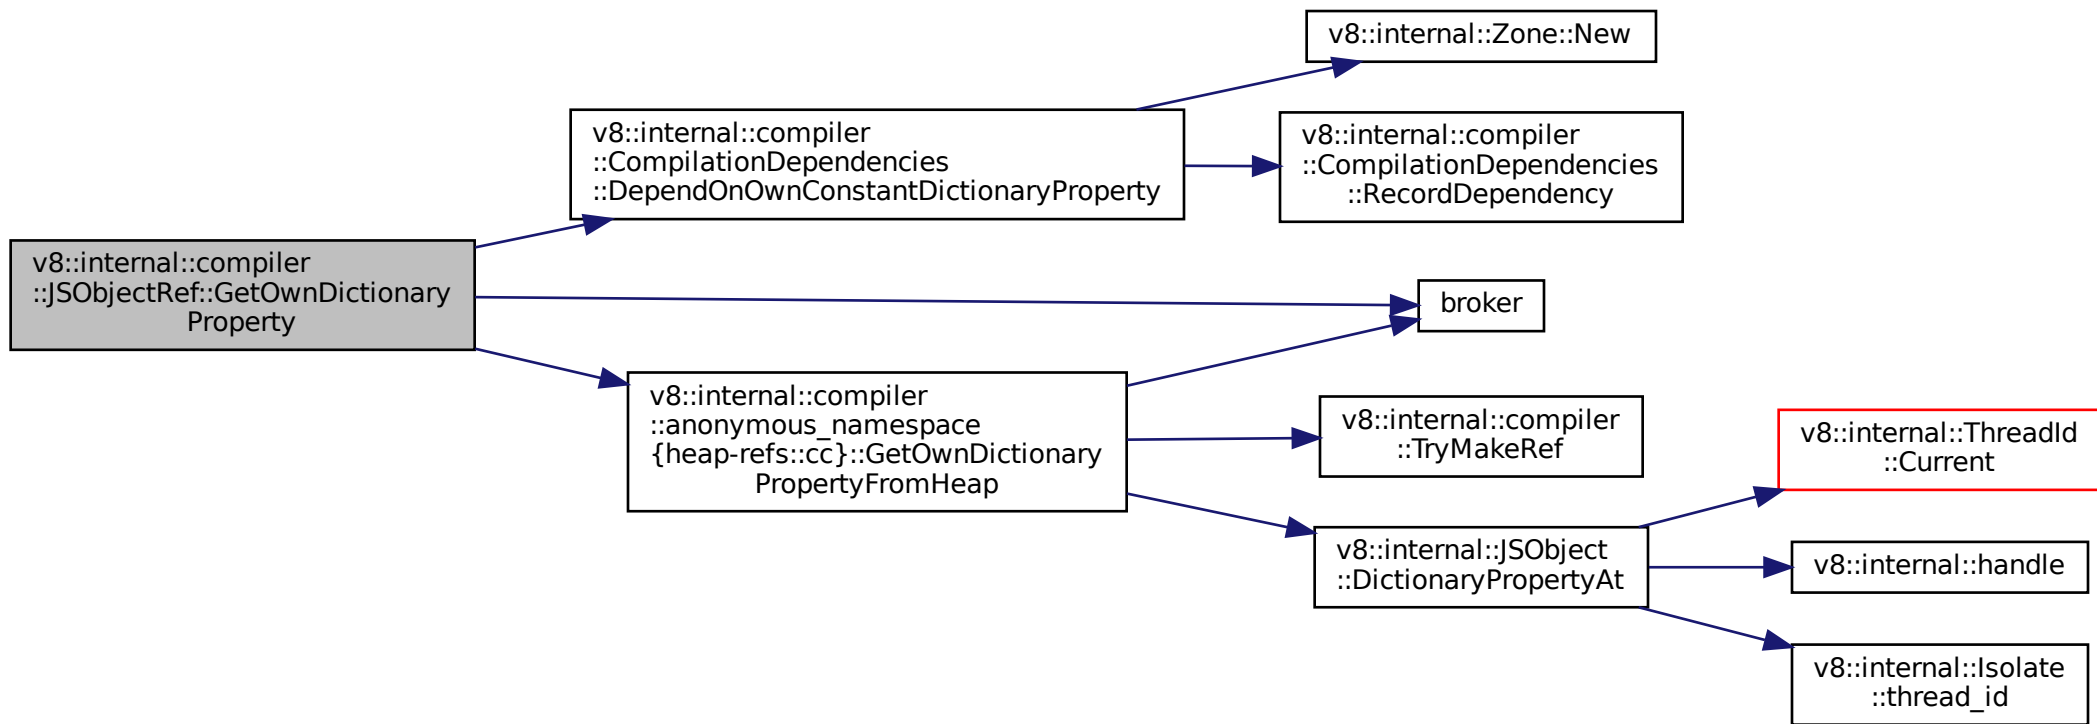 v8::internal::compiler
::JSObjectRef::GetOwnDictionary
Property
v8::internal::compiler
::CompilationDependencies
::DependOnOwnConstantDictionaryProperty
v8::internal::Zone::New
v8::internal::compiler
::CompilationDependencies
::RecordDependency
broker
v8::internal::compiler
::anonymous_namespace
{heap-refs::cc}::GetOwnDictionary
PropertyFromHeap
v8::internal::compiler
::TryMakeRef
v8::internal::JSObject
::DictionaryPropertyAt
v8::internal::ThreadId
::Current
v8::internal::handle
v8::internal::Isolate
::thread_id